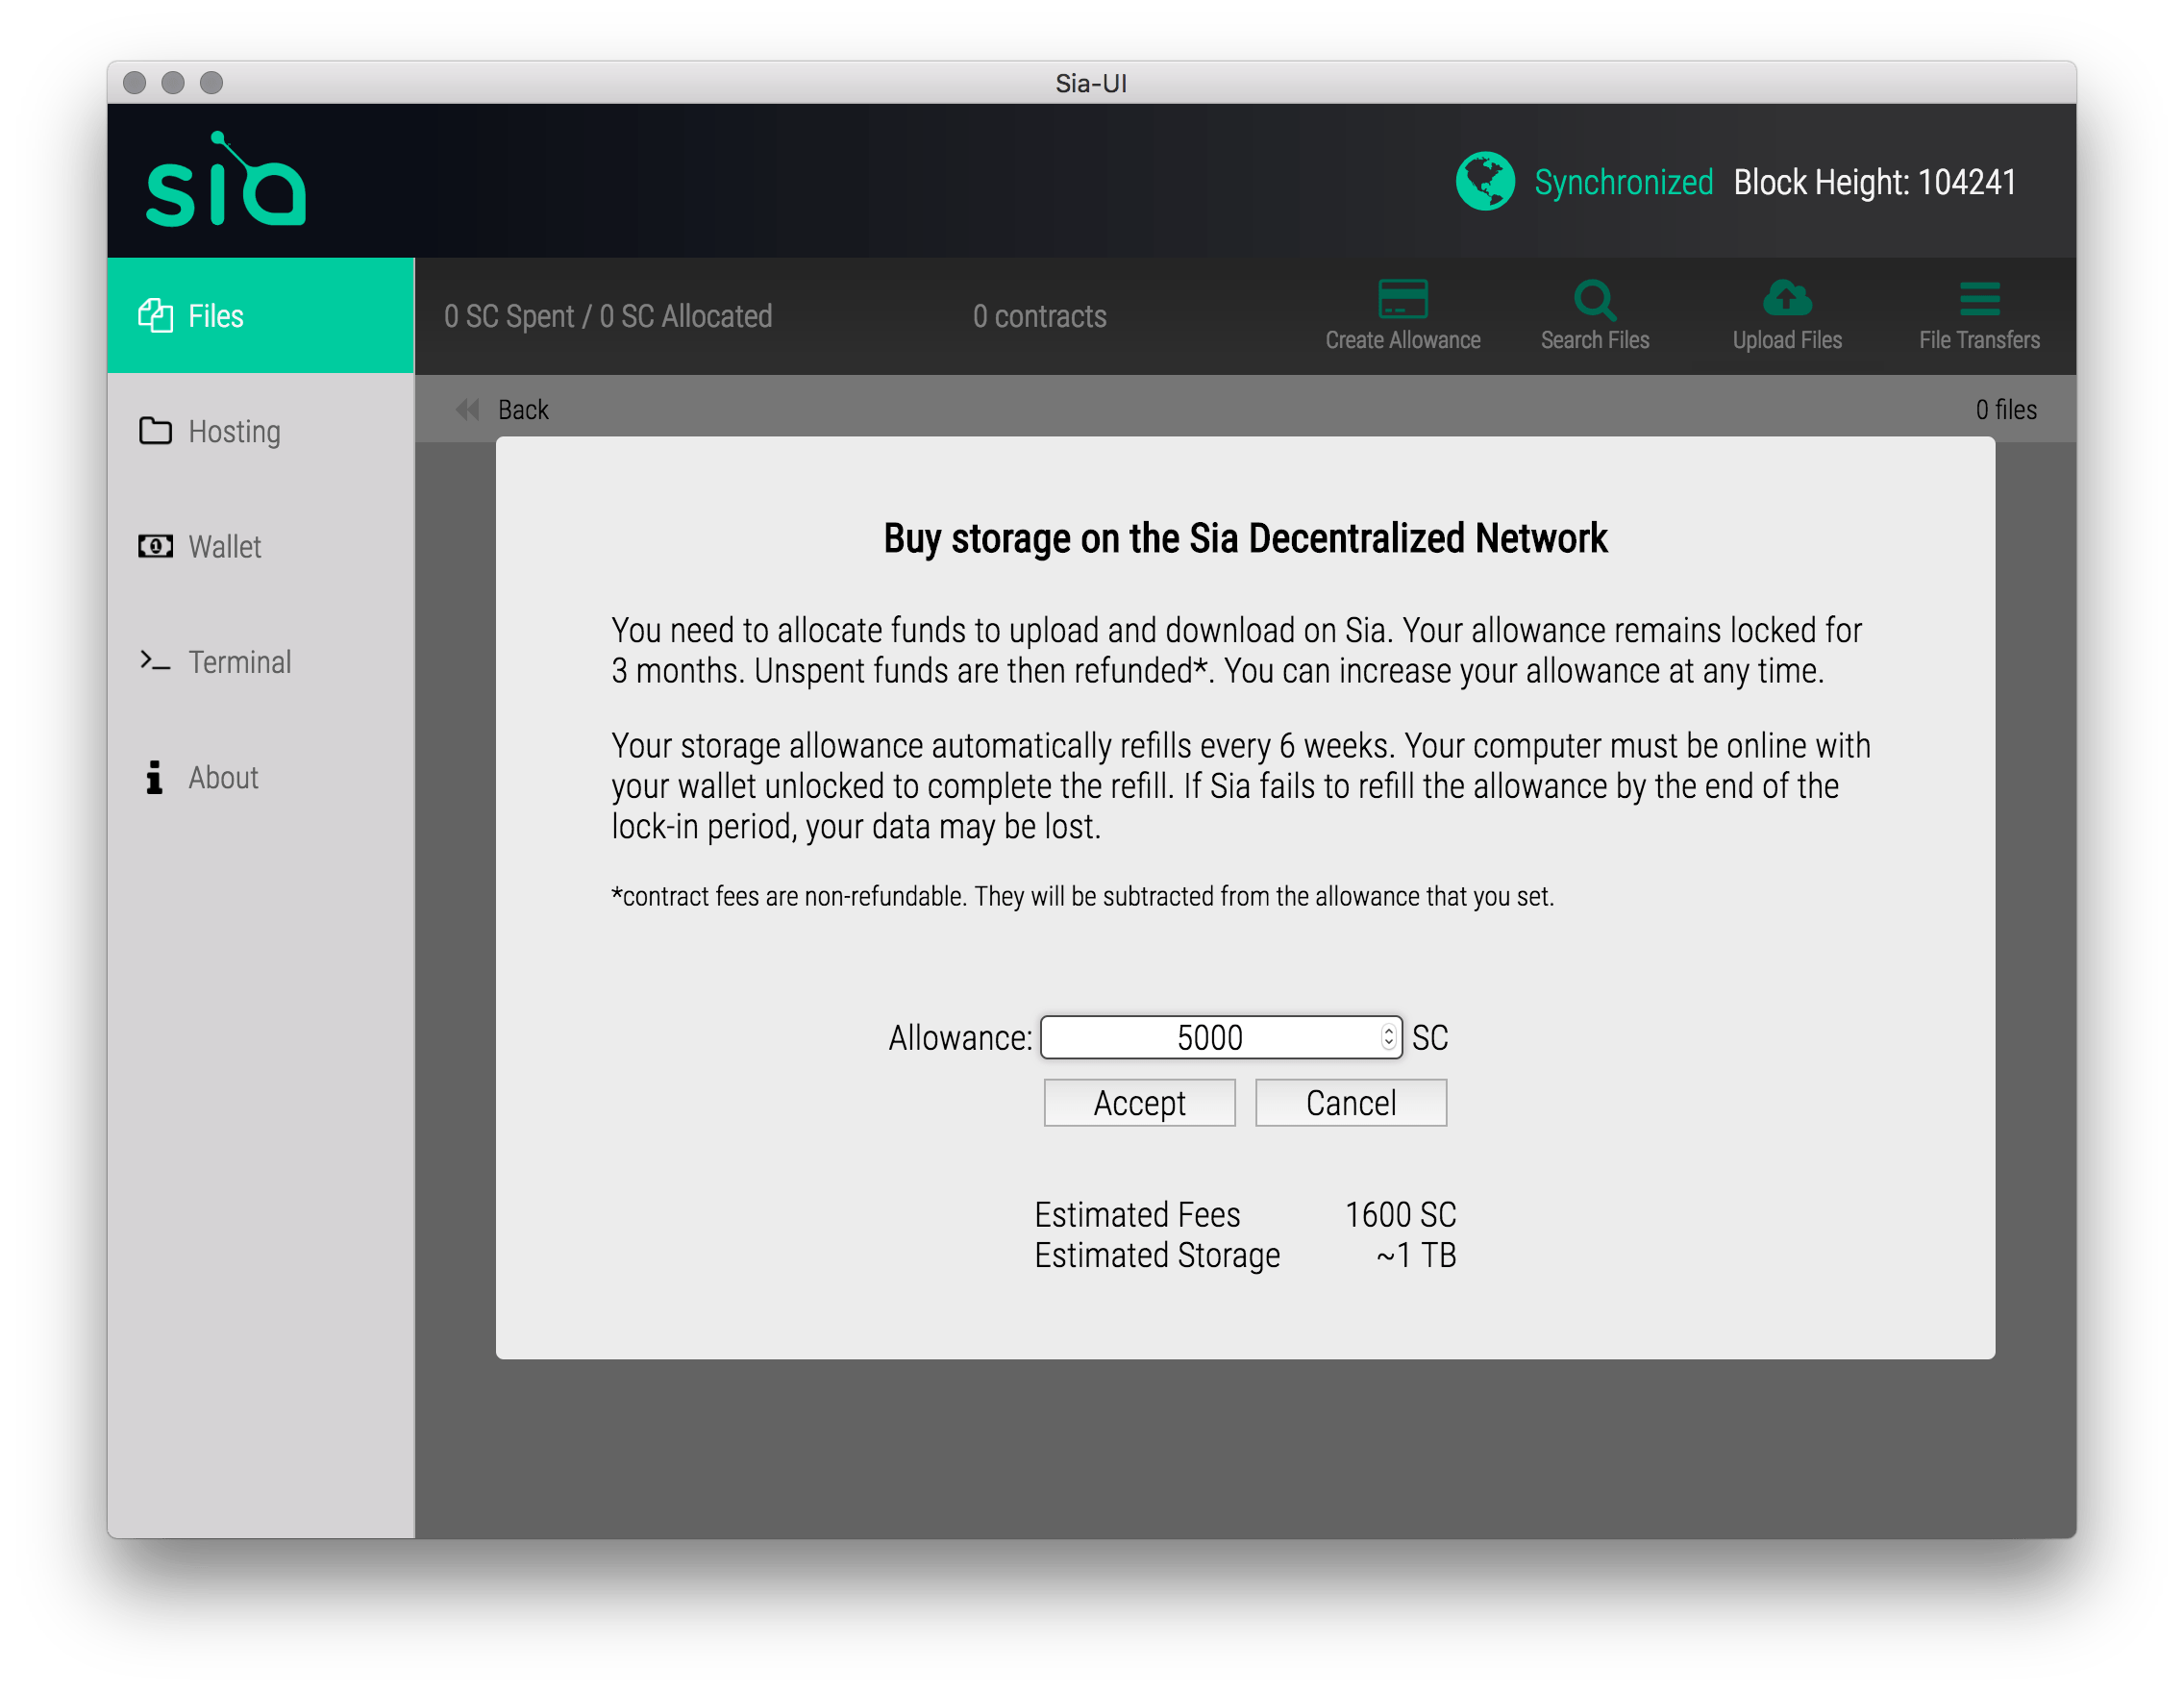 Sia-UI
sia
Synchronized Block Height: 104241
Files
0 SC Spent / 0 SC Allocated
0 contracts
Create Allowance
Search Files
Upload Files
File Transfers
Back
0 files
Hosting
Wallet
Terminal
About
Buy storage on the Sia Decentralized Network
You need to allocate funds to upload and download on Sia. Your allowance remains locked for
3 months. Unspent funds are then refunded*. You can increase your allowance at any time.
Your storage allowance automatically refills every 6 weeks. Your computer must be online with
your wallet unlocked to complete the refill. If Sia fails to refill the allowance by the end of the
lock-in period, your data may be lost.
*contract fees are non-refundable. They will be subtracted from the allowance that you set.
Allowance: 5000 SC
Accept
Cancel
Estimated Fees 1600 SC
Estimated Storage ~1 TB